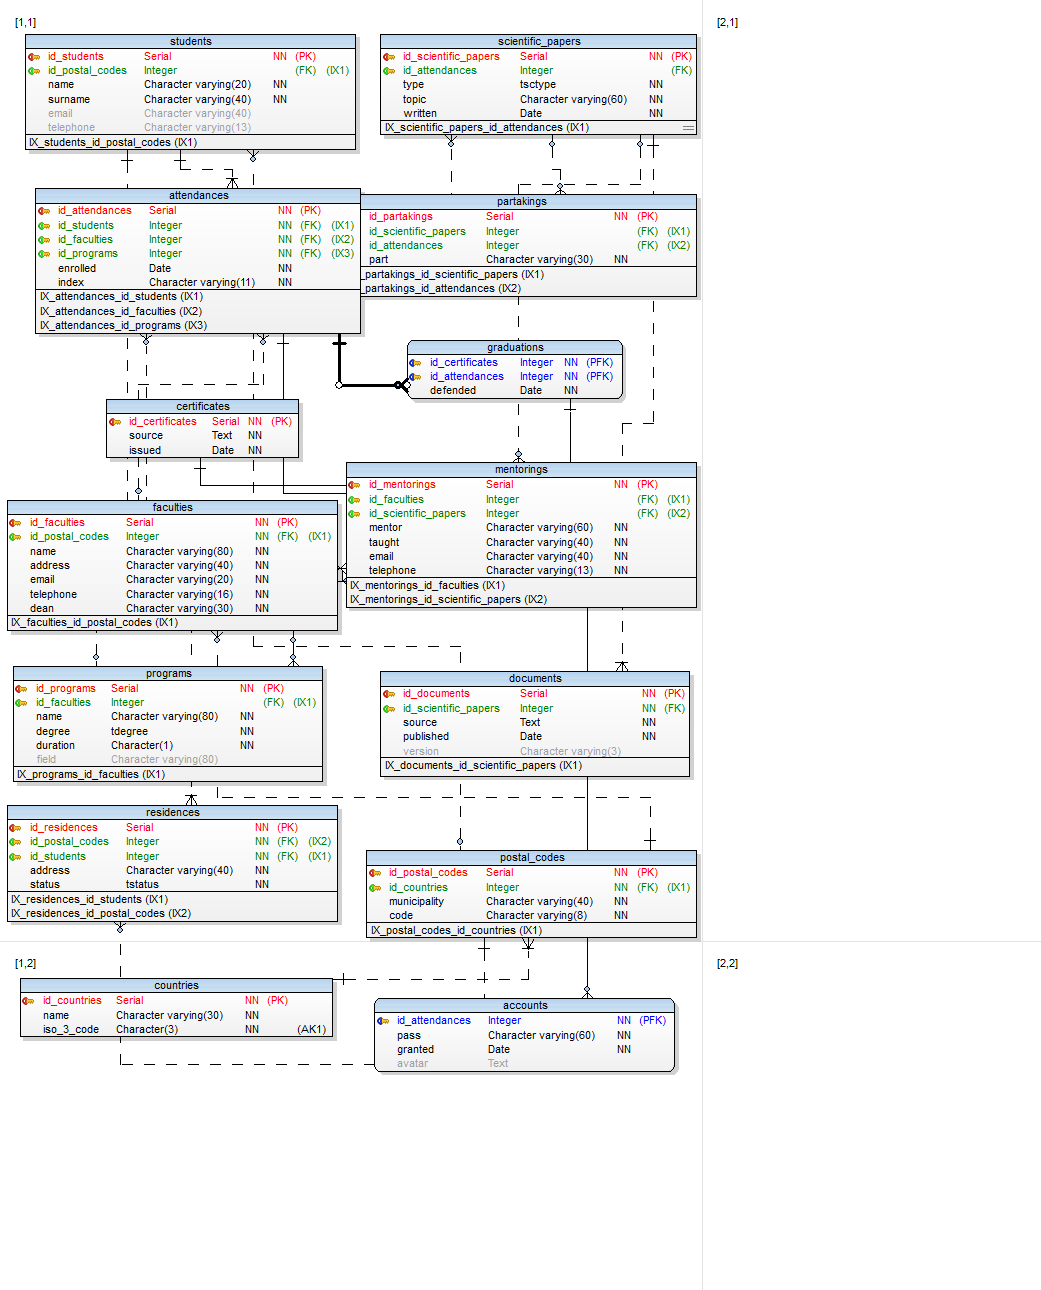 [1,1]
[2,1]
students
id_students Serial NN (PK)
id_postal_codes Integer (FK) (IX1)
name Character varying(20) NN
surname Character varying(40) NN
email Character varying(40)
telephone Character varying(13)
IX_students_id_postal_codes (IX1)
scientific_papers
id_scientific_papers Serial NN (PK)
id_attendances Integer (FK)
type tsctype NN
topic Character varying(60) NN
written Date NN
IX_scientific_papers_id_attendances (IX1)
attendances
id_attendances Serial NN (PK)
id_students Integer NN (FK) (IX1)
id_faculties Integer NN (FK) (IX2)
id_programs Integer NN (FK) (IX3)
enrolled Date NN
index Character varying(11) NN
IX_attendances_id_students (IX1)
IX_attendances_id_faculties (IX2)
IX_attendances_id_programs (IX3)
partakings
id_partakings Serial NN (PK)
id_scientific_papers Integer (FK) (IX1)
id_attendances Integer (FK) (IX2)
part Character varying(30) NN
_partakings_id_scientific_papers (IX1)
_partakings_id_attendances (IX2)
graduations
id_certificates Integer NN (PFK)
id_attendances Integer NN (PFK)
defended Date NN
certificates
id_certificates Serial NN (PK)
source Text NN
issued Date NN
mentorings
id_mentorings Serial NN (PK)
id_faculties Integer (FK) (IX1)
id_scientific_papers Integer (FK) (IX2)
mentor Character varying(60) NN
taught Character varying(40) NN
email Character varying(40) NN
telephone Character varying(13) NN
IX_mentorings_id_faculties (IX1)
IX_mentorings_id_scientific_papers (IX2)
faculties
id_faculties Serial NN (PK)
id_postal_codes Integer NN (FK) (IX1)
name Character varying(80) NN
address Character varying(40) NN
email Character varying(20) NN
telephone Character varying(16) NN
dean Character varying(30) NN
IX_faculties_id_postal_codes (IX1)
programs
id_programs Serial NN (PK)
id_faculties Integer (FK) (IX1)
name Character varying(80) NN
degree tdegree NN
duration Character(1) NN
field Character varying(80)
IX_programs_id_faculties (IX1)
documents
id_documents Serial NN (PK)
id_scientific_papers Integer NN (FK)
source Text NN
published Date NN
version Character varying(3)
IX_documents_id_scientific_papers (IX1)
residences
id_residences Serial NN (PK)
id_postal_codes Integer NN (FK) (IX2)
id_students Integer NN (FK) (IX1)
address Character varying(40) NN
status tstatus NN
IX_residences_id_students (IX1)
IX_residences_id_postal_codes (IX2)
postal_codes
id_postal_codes Serial NN (PK)
id_countries Integer NN (FK) (IX1)
municipality Character varying(40) NN
code Character varying(8) NN
IX_postal_codes_id_countries (IX1)
[1,2]
[2,2]
countries
id_countries Serial NN (PK)
name Character varying(30) NN
iso_3_code Character(3) NN (AK1)
accounts
id_attendances Integer NN (PFK)
pass Character varying(60) NN
granted Date NN
avatar Text